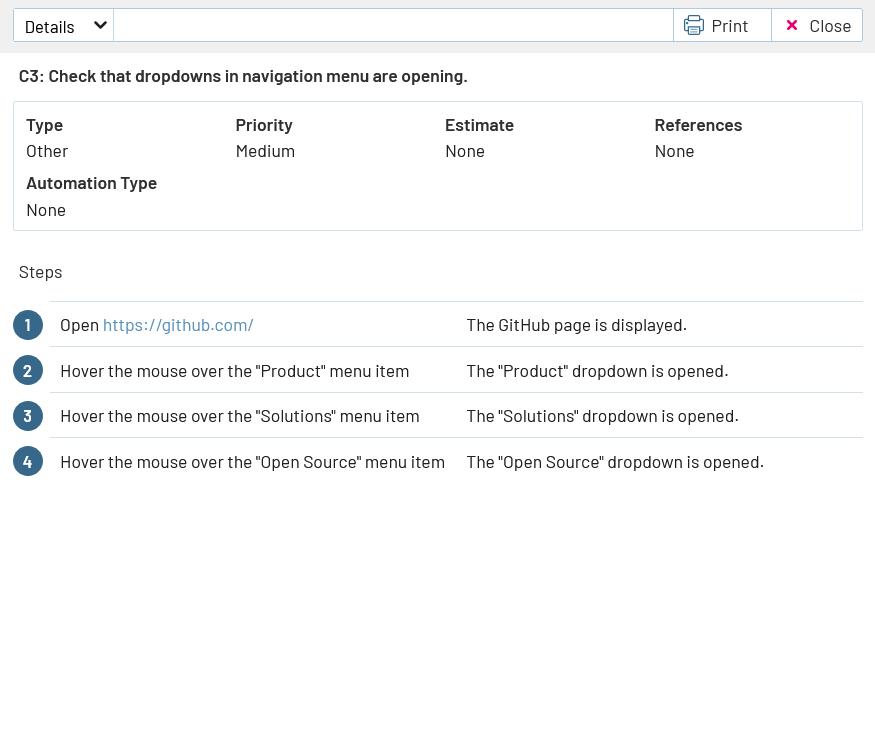 Details
Print
Close
C3: Check that dropdowns in navigation menu are opening.
Type Priority Estimate References
Other Medium None None
Automation Type
None
Steps
1 Open https://github.com/ The GitHub page is displayed.
2 Hover the mouse over the "Product" menu item The "Product" dropdown is opened.
3 Hover the mouse over the "Solutions" menu item The "Solutions" dropdown is opened.
4 Hover the mouse over the "Open Source" menu item The "Open Source" dropdown is opened.